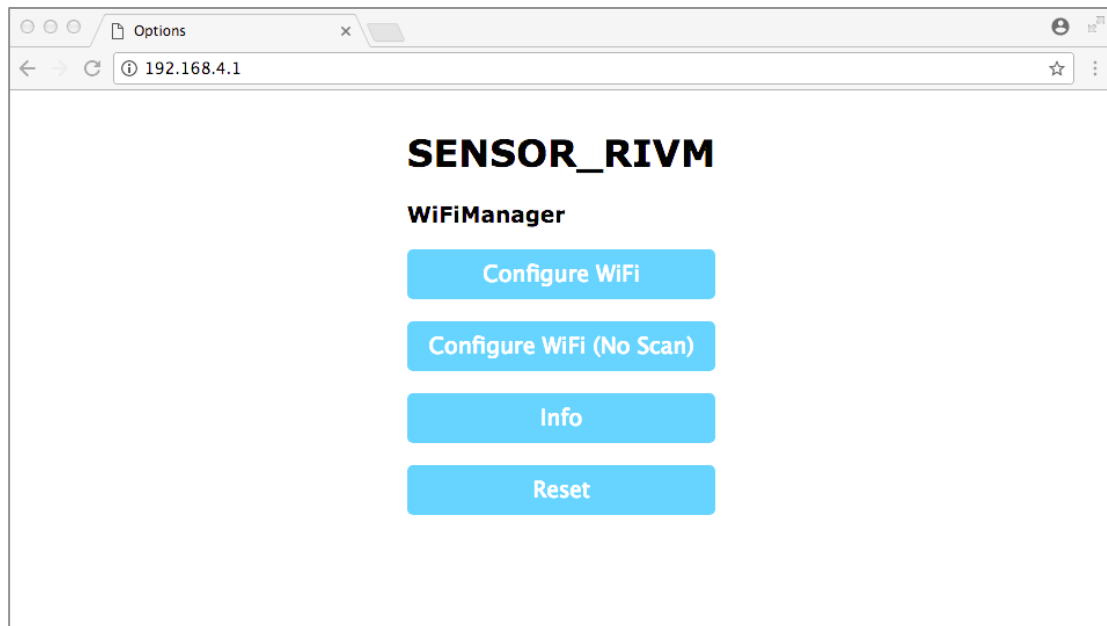 Options
192.168.4.1
SENSOR_RIVM
WiFiManager
Configure WiFi
Configure WiFi (No Scan)
Info
Reset